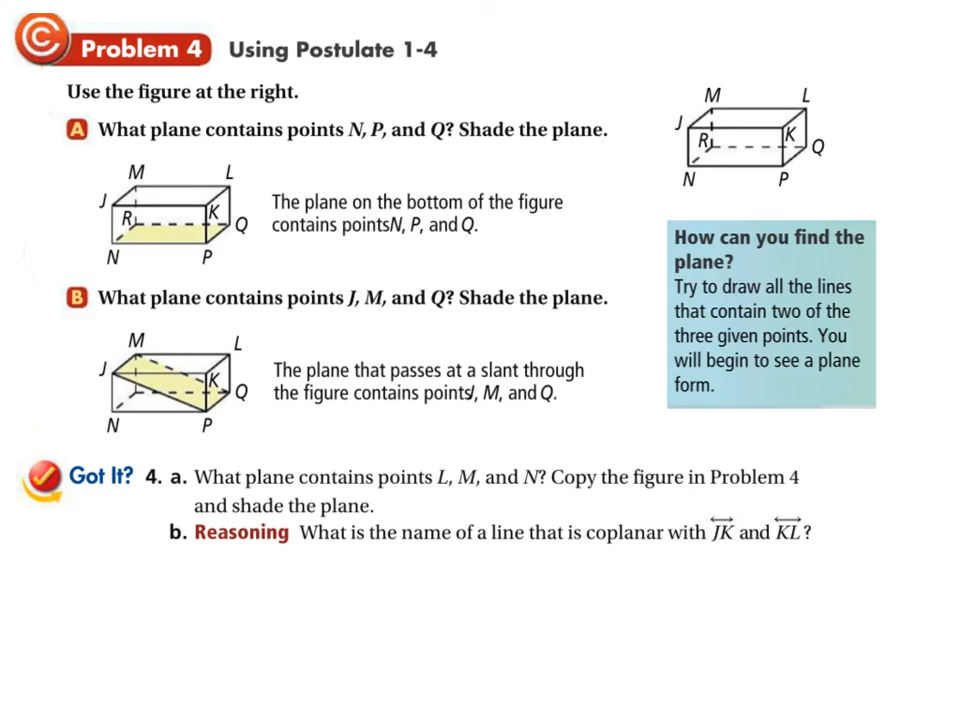 © Problem 4 Using Postulate 1-4
Use the figure at the right.
A What plane contains points N, P, and Q? Shade the plane.
M L
J K
R Q
N P
The plane on the bottom of the figure
contains pointsN, P, and Q.
B What plane contains points J, M, and Q? Shade the plane.
M L
J K
Q
N P
The plane that passes at a slant through
the figure contains pointsJ, M, and Q.
M L
J K
R Q
N P
How can you find the
plane?
Try to draw all the lines
that contain two of the
three given points. You
will begin to see a plane
form.
Got It? 4. a. What plane contains points L, M, and N? Copy the figure in Problem 4
and shade the plane.
b. Reasoning What is the name of a line that is coplanar with JK and KL?